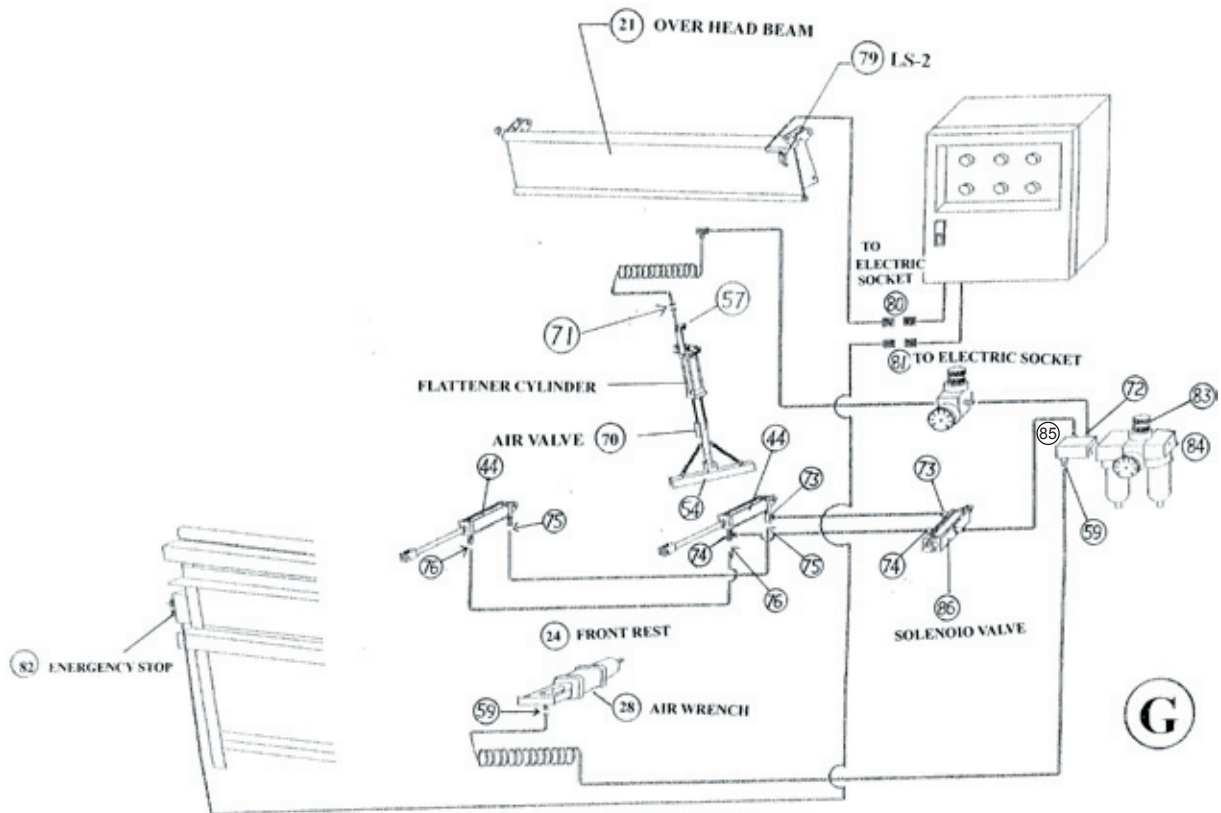 21 OVER HEAD BEAM
79 LS-2
TO
ELECTRIC
SOCKET
80
57
71
81 TO ELECTRIC SOCKET
FLATTENER CYLINDER
72
83
85
84
AIR VALVE 70
44
44
73
73
54
59
75
74
75
74
76
76
86
24 FRONT REST
SOLENOIO VALVE
82 ENERGENCY STOP
59
28 AIR WRENCH
G